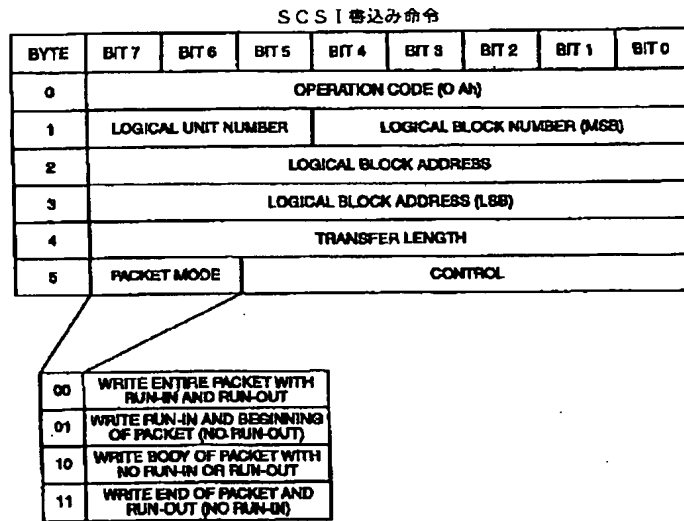 SCSI書込み命令
BYTE BIT 7 BIT 6 BIT 5 BIT 4 BIT 3 BIT 2 BIT 1 BIT 0
0 OPERATION CODE (O Ah)
1 LOGICAL UNIT NUMBER LOGICAL BLOCK NUMBER (MSB)
2 LOGICAL BLOCK ADDRESS
3 LOGICAL BLOCK ADDRESS (LSB)
4 TRANSFER LENGTH
5 PACKET MODE CONTROL
00 WRITE ENTIRE PACKET WITH
RUN-IN AND RUN-OUT
01 WRITE RUN-IN AND BEGINNING
OF PACKET (NO RUN-OUT)
10 WRITE BODY OF PACKET WITH
NO RUN-IN OR RUN-OUT
11 WRITE END OF PACKET AND
RUN-OUT (NO RUN-IN)